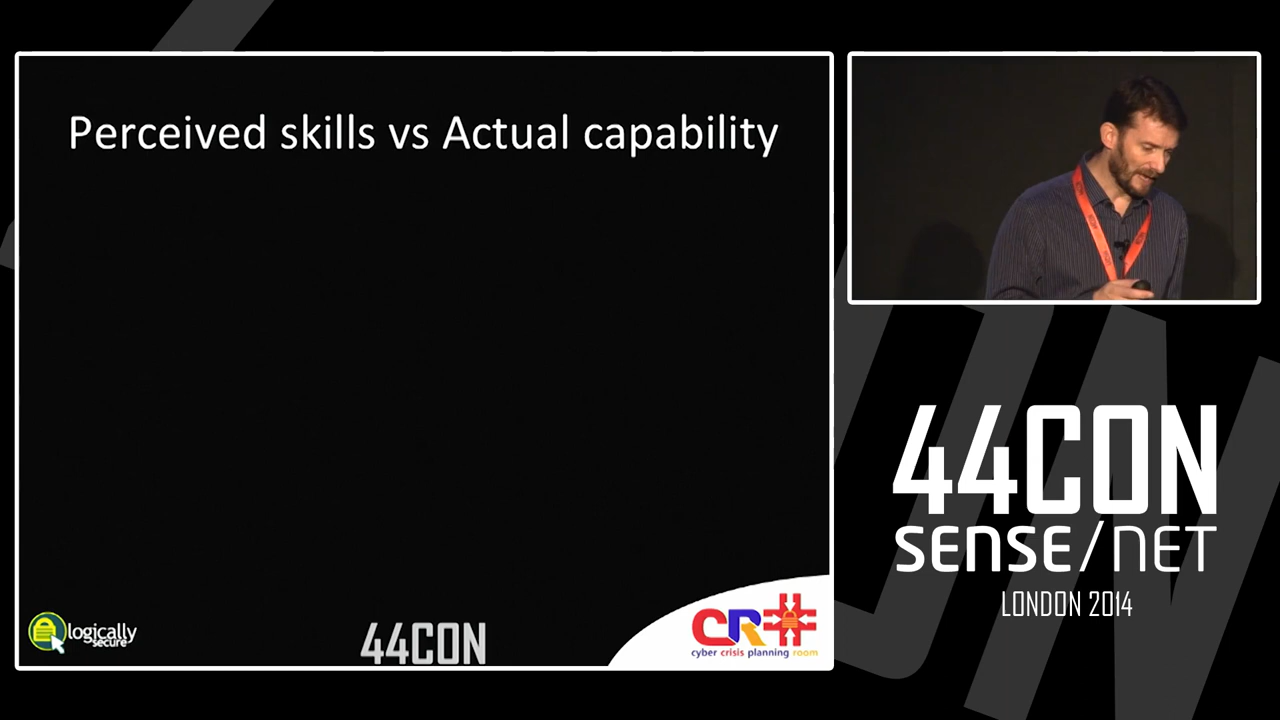 Perceived skills vs Actual capability
logically
secure
44CON
CR
cyber crisis planning room
44CON
SENSE/NET
LONDON 2014